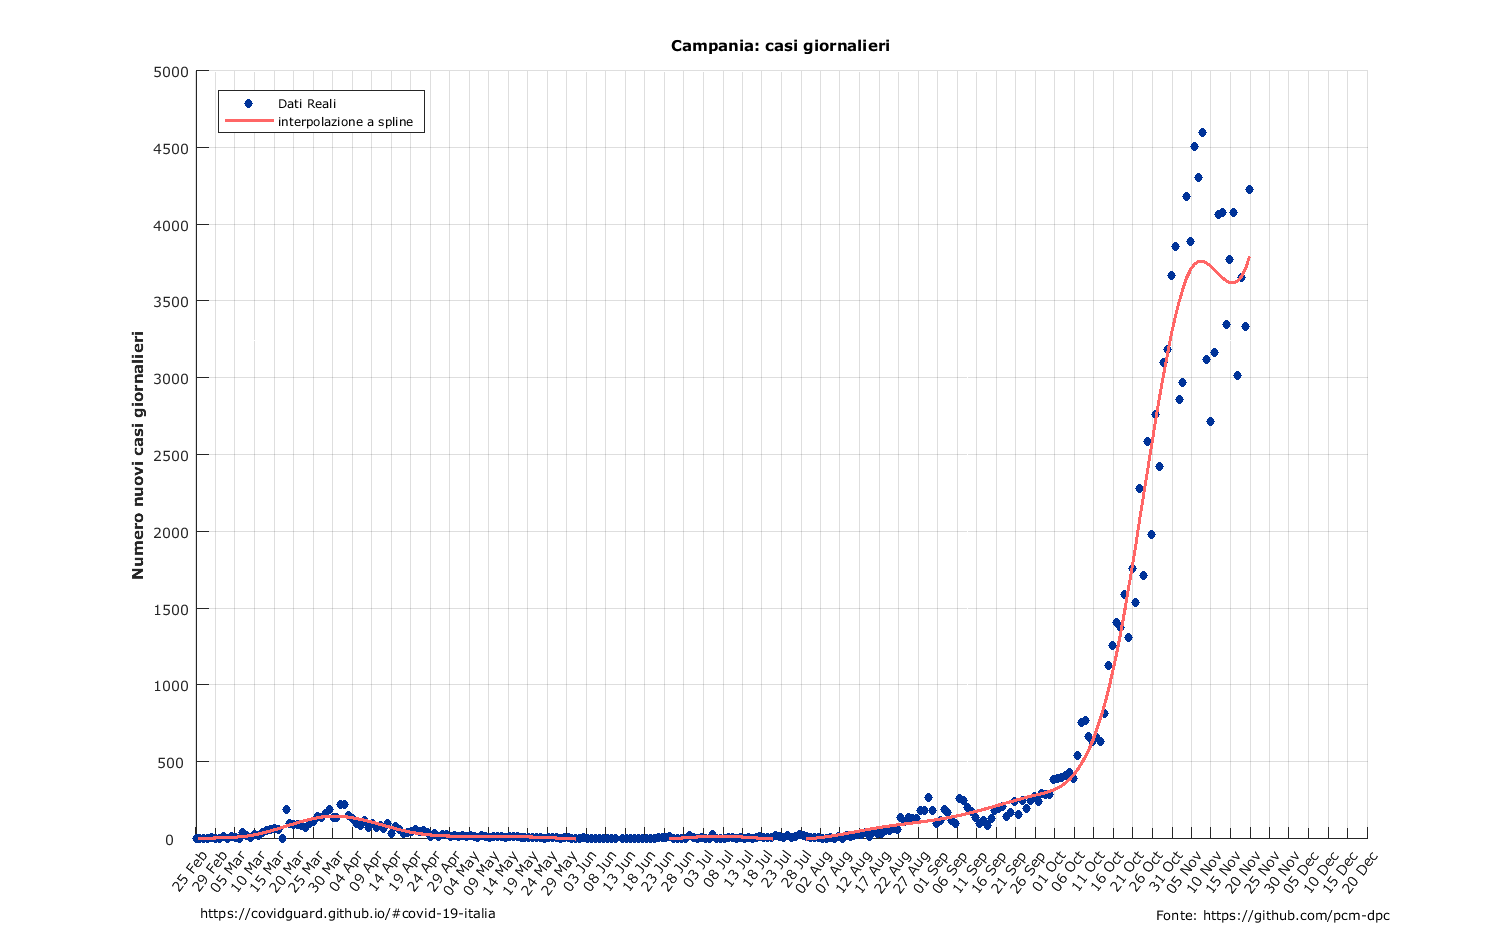 Campania: casi giornalieri
Dati Reali
interpolazione a spline
Numero nuovi casi giornalieri
5000
4500
4000
3500
3000
2500
2000
1500
1000
500
0
25 Feb
29 Feb
05 Mar
10 Mar
15 Mar
20 Mar
25 Mar
30 Mar
04 Apr
09 Apr
14 Apr
19 Apr
24 Apr
29 Apr
04 May
09 May
14 May
19 May
24 May
29 May
03 Jun
08 Jun
13 Jun
18 Jun
23 Jun
28 Jun
03 Jul
08 Jul
13 Jul
18 Jul
23 Jul
28 Jul
02 Aug
07 Aug
12 Aug
17 Aug
22 Aug
27 Aug
01 Sep
06 Sep
11 Sep
16 Sep
21 Sep
26 Sep
01 Oct
06 Oct
11 Oct
16 Oct
21 Oct
26 Oct
31 Oct
05 Nov
10 Nov
15 Nov
20 Nov
25 Nov
30 Nov
05 Dec
10 Dec
15 Dec
20 Dec
https://covidguard.github.io/#covid-19-italia
Fonte: https://github.com/pcm-dpc